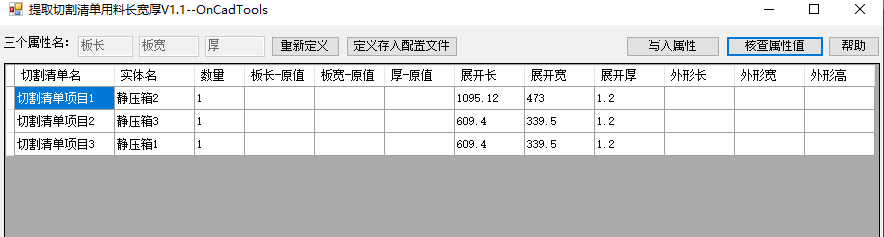 提取切割清单用料长宽厚V1.1--OnCadTools
三个属性名: 板长 板宽 厚 重新定义 定义存入配置文件 写入属性 核查属性值 帮助
切割清单名 实体名 数量 板长-原值 板宽-原值 厚-原值 展开长 展开宽 展开厚 外形长 外形宽 外形高
切割清单项目1 静压箱2 1 1095.12 473 1.2
切割清单项目2 静压箱3 1 609.4 339.5 1.2
切割清单项目3 静压箱1 1 609.4 339.5 1.2